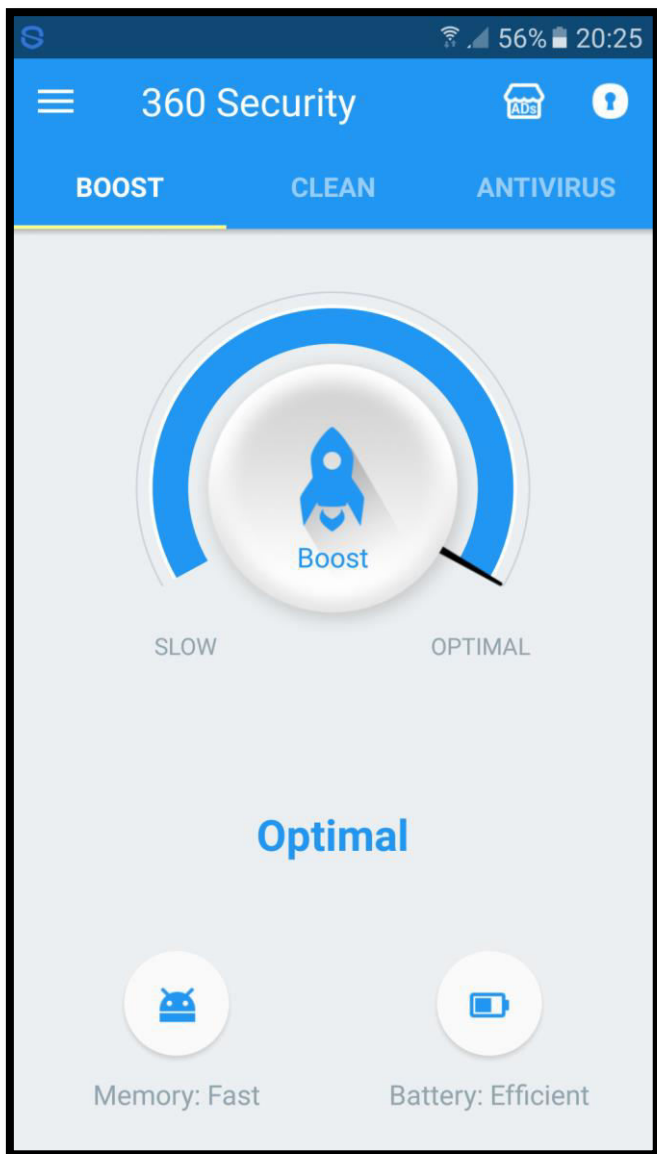 56% 20:25
360 Security
ADs
BOOST CLEAN ANTIVIRUS
Boost
SLOW OPTIMAL
Optimal
Memory: Fast Battery: Efficient